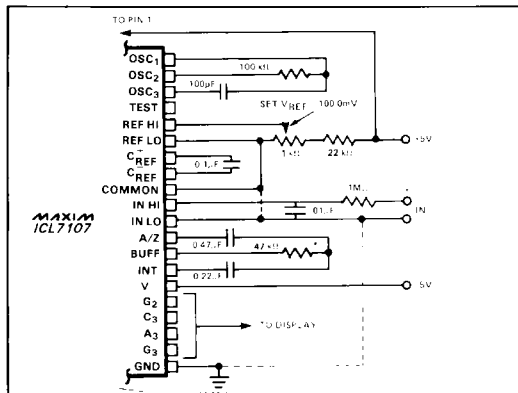 TO PIN 1
OSC1
OSC2
100 kΩ
OSC3
100pF
TEST
SET VREF
100.0mV
REF HI
REF LO
1 kΩ
22 kΩ
+5V
C+REF
0.1µF
C-REF
COMMON
1MΩ
+
IN HI
.01µF
IN
IN LO
MAXIM
ICL7107
A/Z
0.47µF
BUFF
47 kΩ
*
INT
0.22µF
V
-5V
G2
C3
TO DISPLAY
A3
G3
GND